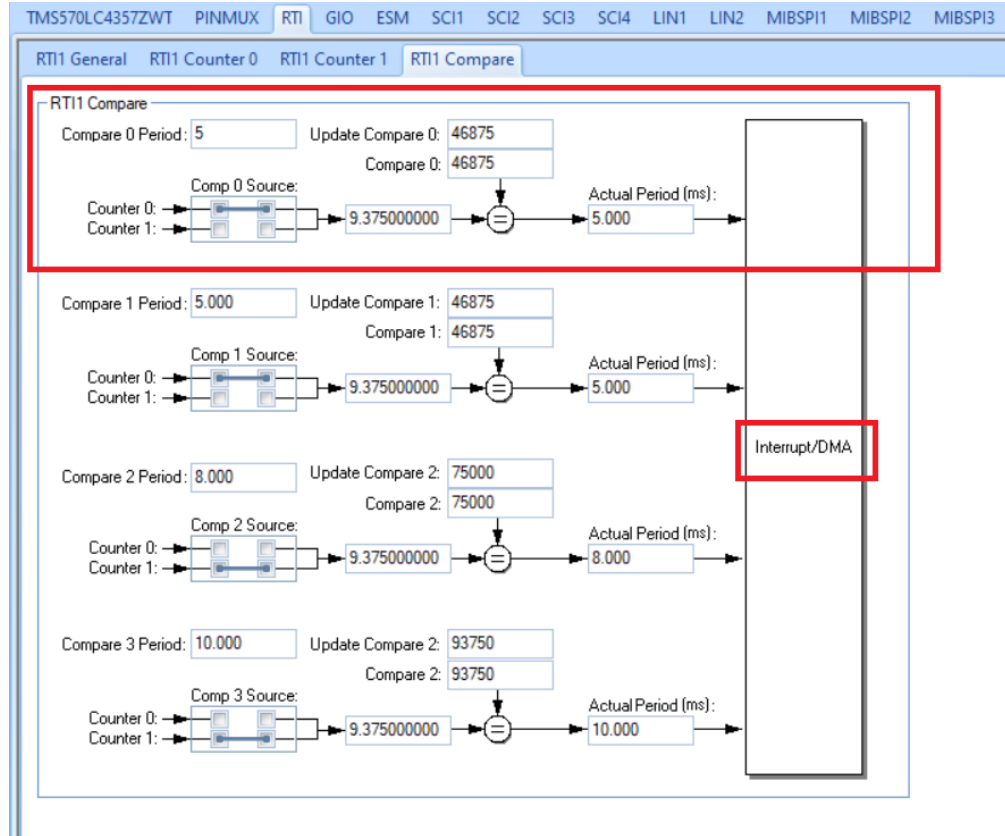 TMS570LC4357ZWT PINMUX RTI GIO ESM SCI1 SCI2 SCI3 SCI4 LIN1 LIN2 MIBSPI1 MIBSPI2 MIBSPI3
RTI1 General RTI1 Counter 0 RTI1 Counter 1 RTI1 Compare
RTI1 Compare
Compare 0 Period: 5 Update Compare 0: 46875
Compare 0: 46875
Comp 0 Source:
Actual Period (ms):
Counter 0:
9.375000000 = 5.000
Counter 1:
Compare 1 Period: 5.000 Update Compare 1: 46875
Compare 1: 46875
Comp 1 Source:
Actual Period (ms):
Counter 0:
9.375000000 = 5.000
Counter 1:
Interrupt/DMA
Compare 2 Period: 8.000 Update Compare 2: 75000
Compare 2: 75000
Comp 2 Source:
Actual Period (ms):
Counter 0:
9.375000000 = 8.000
Counter 1:
Compare 3 Period: 10.000 Update Compare 2: 93750
Compare 2: 93750
Comp 3 Source:
Actual Period (ms):
Counter 0:
9.375000000 = 10.000
Counter 1: